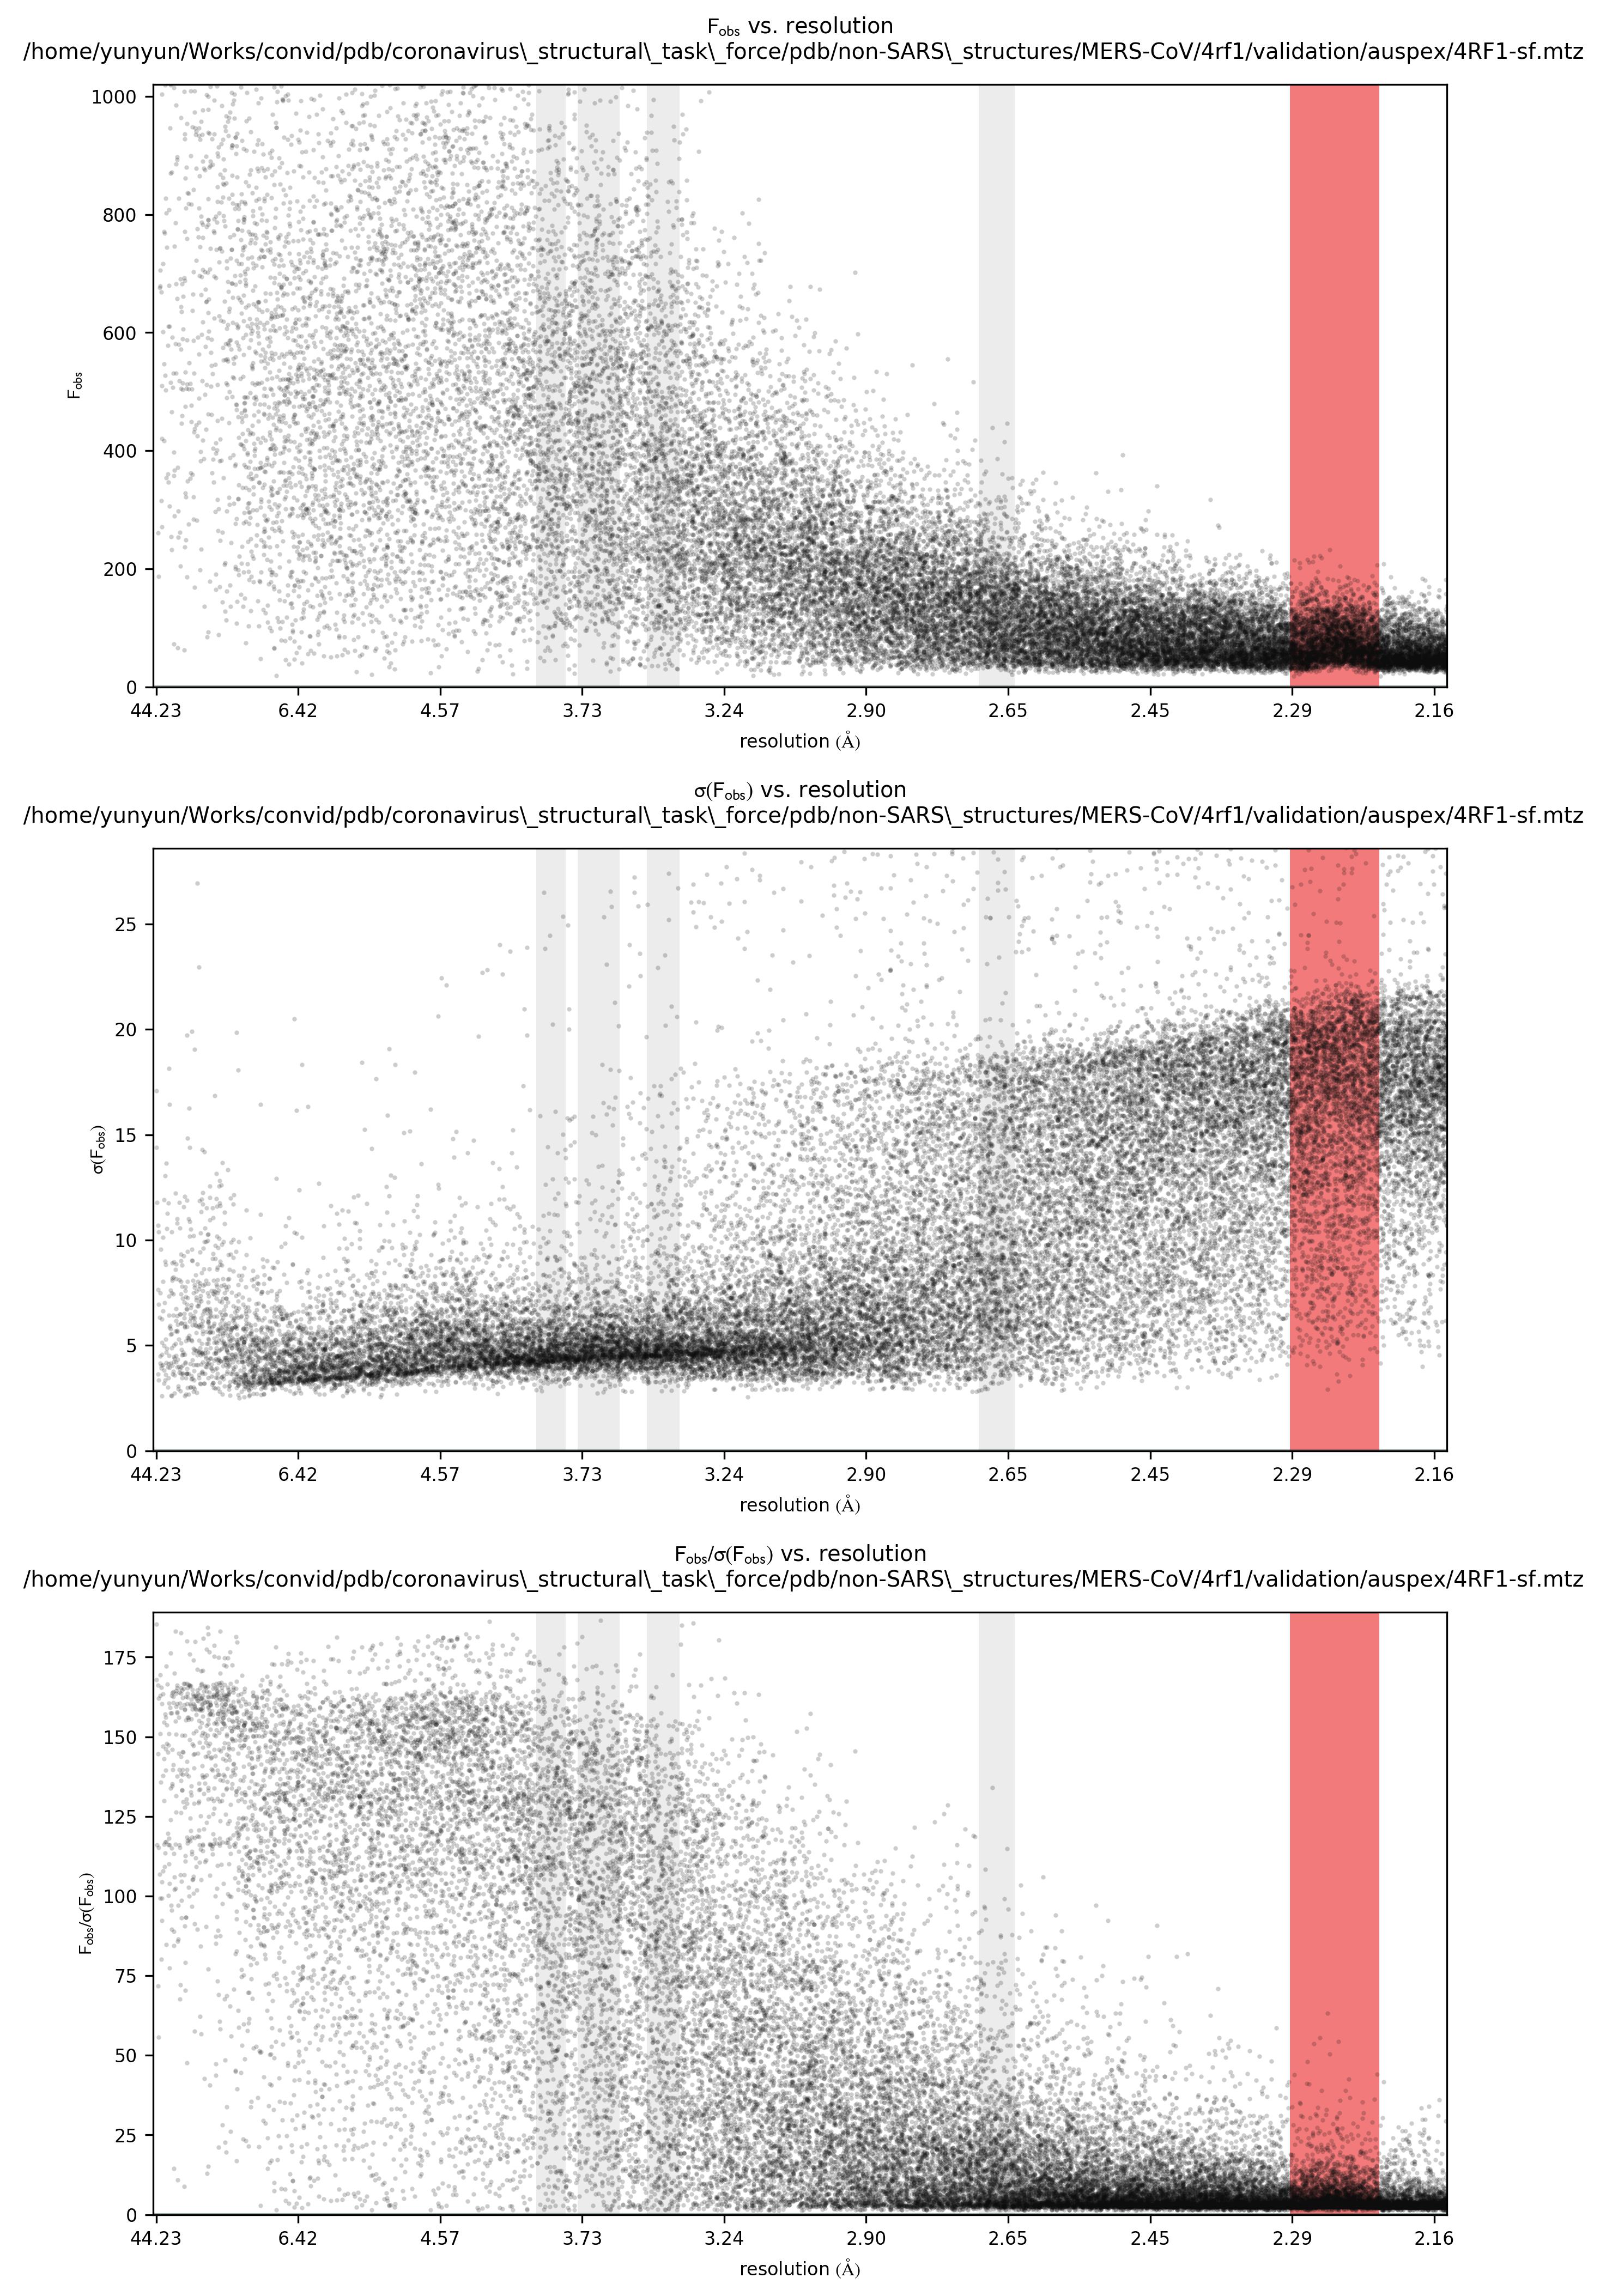 Fobs vs. resolution
/home/yunyun/Works/convid/pdb/coronavirus\_structural\_task\_force/pdb/non-SARS\_structures/MERS-CoV/4rf1/validation/auspex/4RF1-sf.mtz
1000
800
600
400
200
0
Fobs
44.23 6.42 4.57 3.73 3.24 2.90 2.65 2.45 2.29 2.16
resolution (Å)
σ(Fobs) vs. resolution
/home/yunyun/Works/convid/pdb/coronavirus\_structural\_task\_force/pdb/non-SARS\_structures/MERS-CoV/4rf1/validation/auspex/4RF1-sf.mtz
25
20
15
10
5
0
σ(Fobs)
44.23 6.42 4.57 3.73 3.24 2.90 2.65 2.45 2.29 2.16
resolution (Å)
Fobs/σ(Fobs) vs. resolution
/home/yunyun/Works/convid/pdb/coronavirus\_structural\_task\_force/pdb/non-SARS\_structures/MERS-CoV/4rf1/validation/auspex/4RF1-sf.mtz
175
150
125
100
75
50
25
0
Fobs/σ(Fobs)
44.23 6.42 4.57 3.73 3.24 2.90 2.65 2.45 2.29 2.16
resolution (Å)